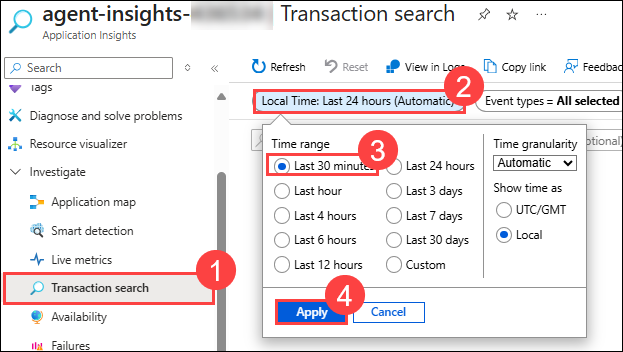 agent-insights- Transaction search
Application Insights
Search
Refresh
Reset
View in Logs
Copy link
Feedback
Tags
Diagnose and solve problems
Resource visualizer
Investigate
Application map
Smart detection
Live metrics
1
Transaction search
Availability
Failures
Local Time: Last 24 hours (Automatic)
2
Event types = All selected
optional)
Time range
3
Last 30 minutes
Last 24 hours
Last hour
Last 3 days
Last 4 hours
Last 7 days
Last 6 hours
Last 30 days
Last 12 hours
Custom
Time granularity
Automatic
Show time as
UTC/GMT
Local
4
Apply
Cancel